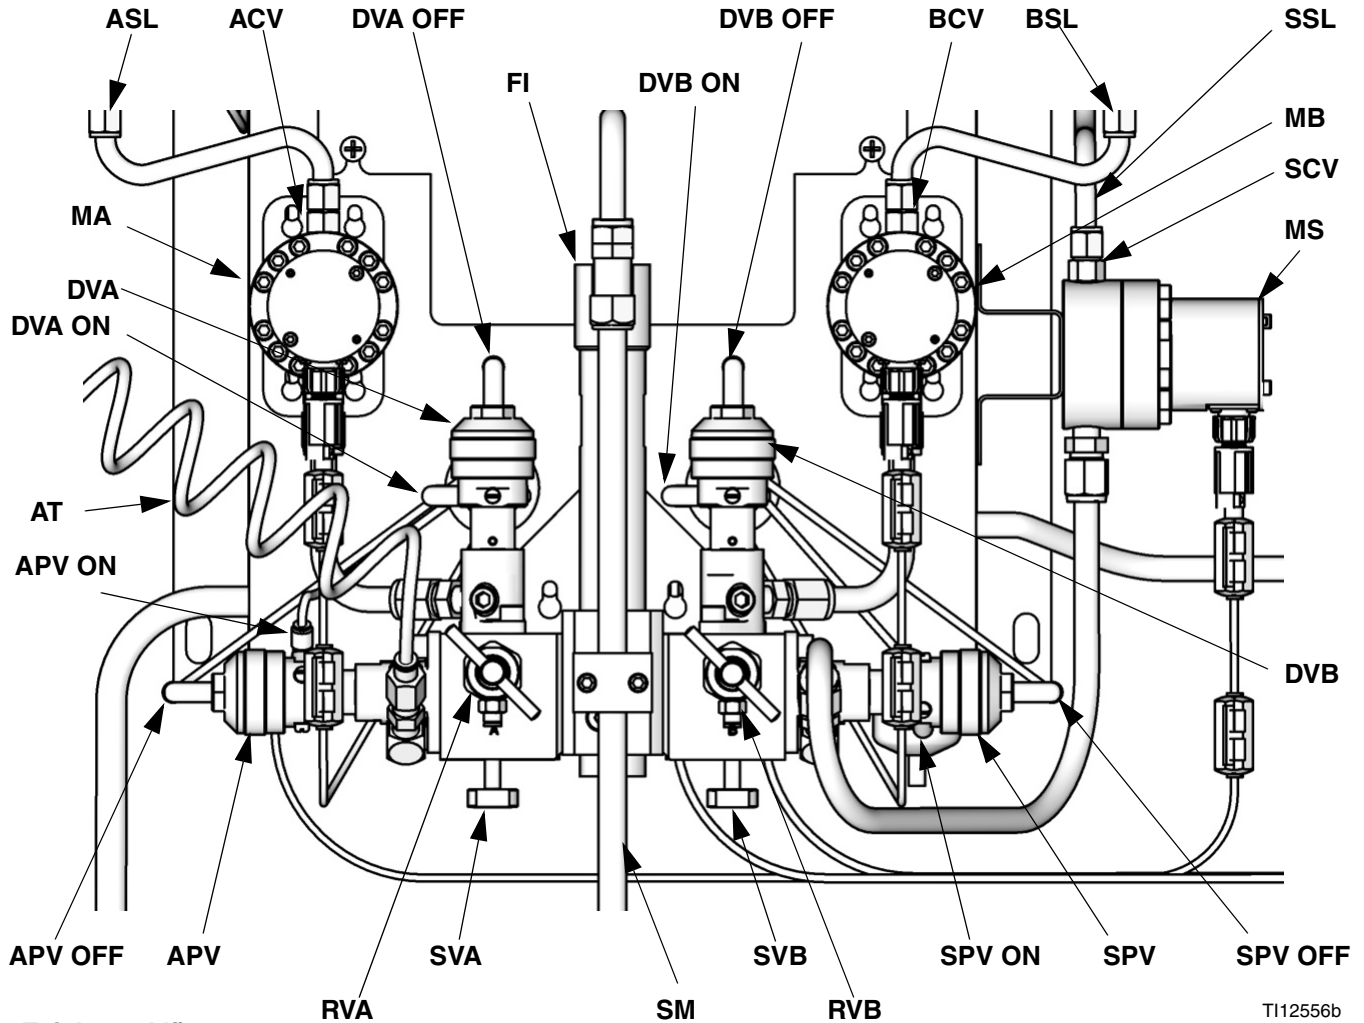 ASL ACV DVA OFF DVB OFF BCV BSL SSL
FI DVB ON
MB
SCV
MA
MS
DVA
DVA ON
AT
APV ON
DVB
A B
APV OFF APV SVA SVB SPV ON SPV SPV OFF
RVA SM RVB
TI12556b